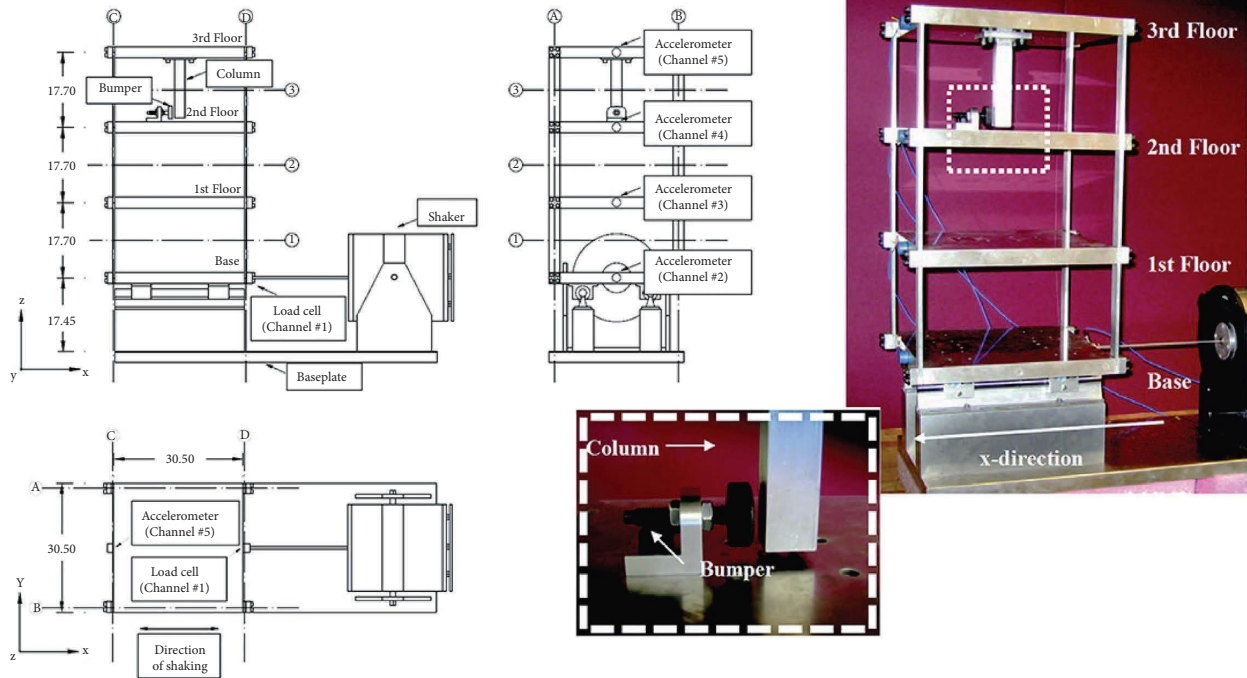 C
D
3rd Floor
Column
Bumper
17.70
3
2nd Floor
17.70
2
1st Floor
17.70
1
Shaker
Base
z
17.45
Load cell
(Channel #1)
y
x
Baseplate
A
B
Accelerometer
(Channel #5)
3
Accelerometer
(Channel #4)
2
Accelerometer
(Channel #3)
1
Accelerometer
(Channel #2)
3rd Floor
2nd Floor
1st Floor
Base
x-direction
C
D
30.50
A
Accelerometer
(Channel #5)
30.50
Load cell
(Channel #1)
Y
B
z
x
Direction
of shaking
Column
Bumper